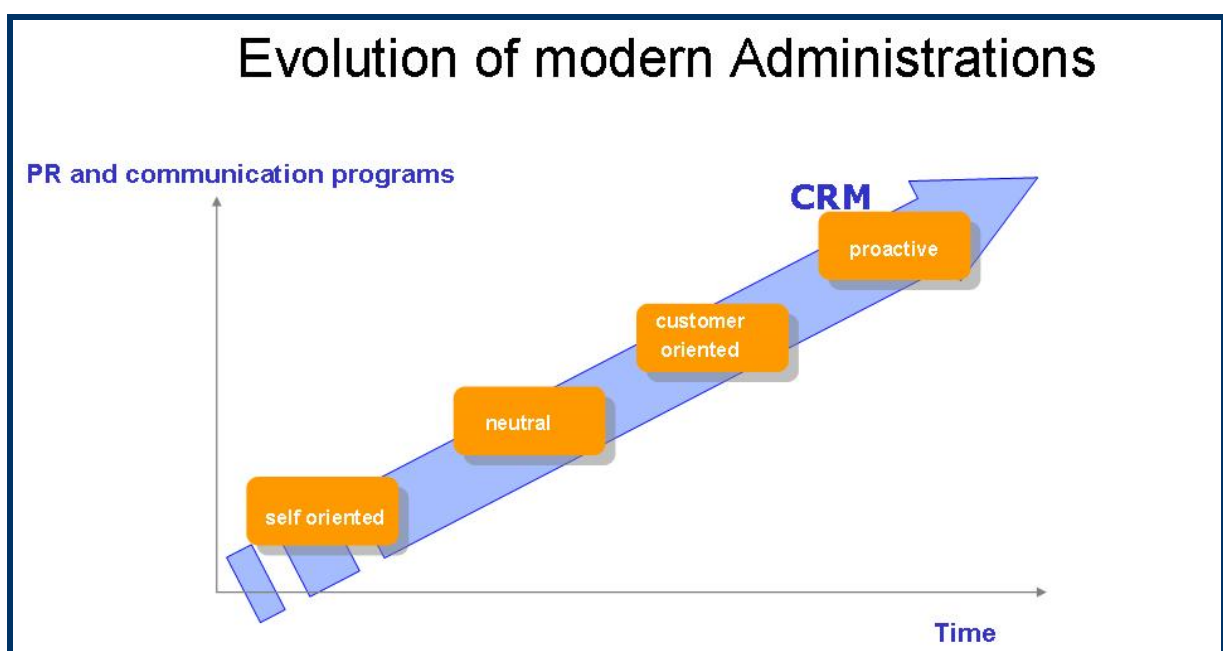 Evolution of modern Administrations
PR and communication programs
CRM
proactive
customer
oriented
neutral
self oriented
Time